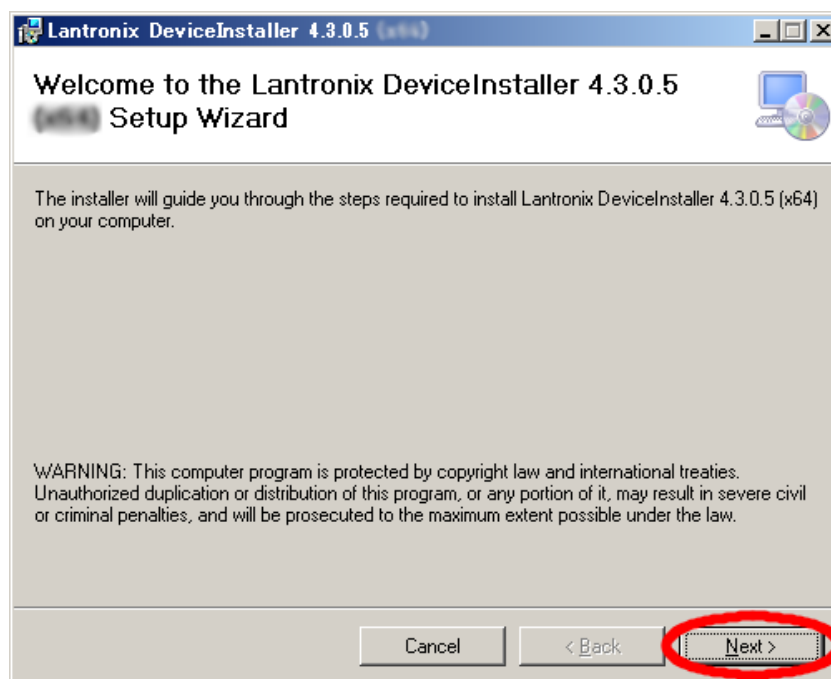 Lantronix DeviceInstaller 4.3.0.5
Welcome to the Lantronix DeviceInstaller 4.3.0.5
Setup Wizard
The installer will guide you through the steps required to install Lantronix DeviceInstaller 4.3.0.5 (x64)
on your computer.
WARNING: This computer program is protected by copyright law and international treaties.
Unauthorized duplication or distribution of this program, or any portion of it, may result in severe civil
or criminal penalties, and will be prosecuted to the maximum extent possible under the law.
Cancel
< Back
Next >